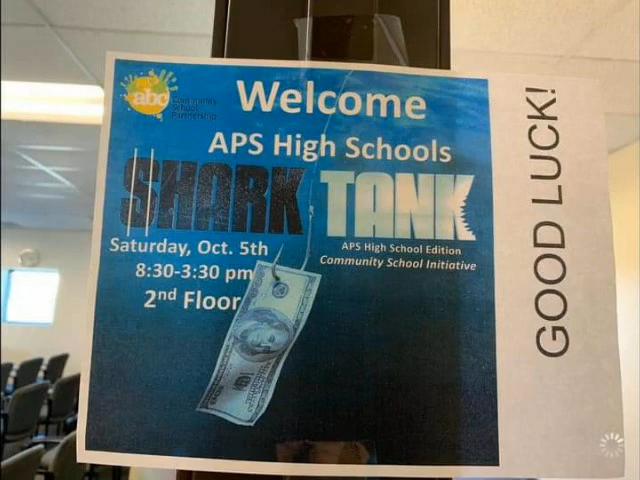 abc
Community
School
Partnership
Welcome
APS High Schools
SHARK TANK
Saturday, Oct. 5th
8:30-3:30 pm
2nd Floor
APS High School Edition
Community School Initiative
GOOD LUCK!